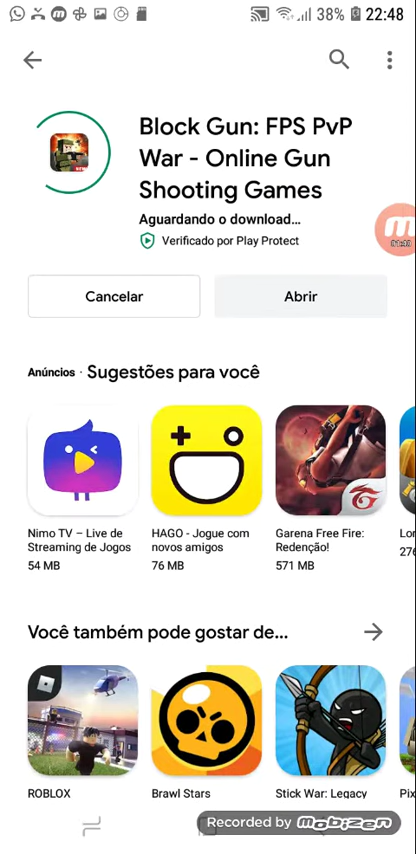 38% 22:48
Block Gun: FPS PvP
War - Online Gun
Shooting Games
Aguardando o download...
Verificado por Play Protect
Cancelar
Abrir
Anúncios · Sugestões para você
Nimo TV – Live de
Streaming de Jogos
54 MB
HAGO - Jogue com
novos amigos
76 MB
Garena Free Fire:
Redenção!
571 MB
Lor
276
Você também pode gostar de...
ROBLOX
Brawl Stars
Stick War: Legacy
Pix
Recorded by Mobizen